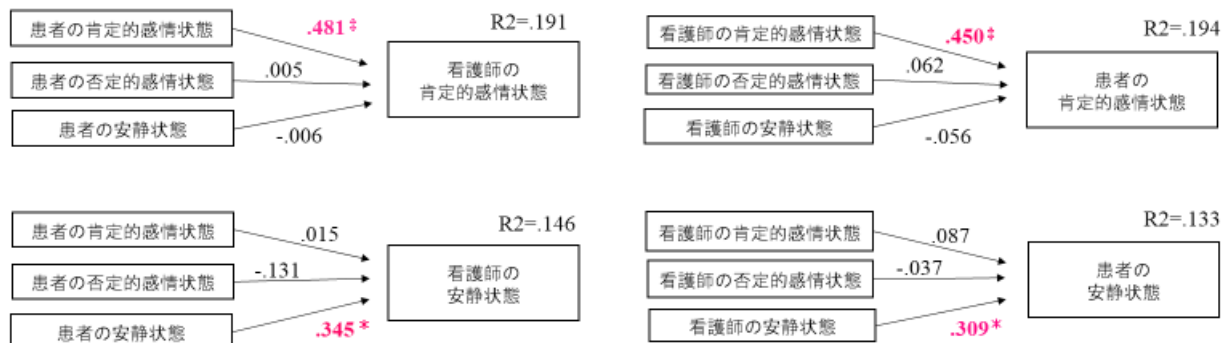 患者の肯定的感情状態
.481‡
R2=.191
患者の否定的感情状態
.005
看護師の
肯定的感情状態
患者の安静状態
-.006
看護師の肯定的感情状態
.450‡
R2=.194
看護師の否定的感情状態
.062
患者の
肯定的感情状態
看護師の安静状態
-.056
患者の肯定的感情状態
.015
R2=.146
患者の否定的感情状態
-.131
看護師の
安静状態
患者の安静状態
.345*
看護師の肯定的感情状態
.087
R2=.133
看護師の否定的感情状態
-.037
患者の
安静状態
看護師の安静状態
.309*